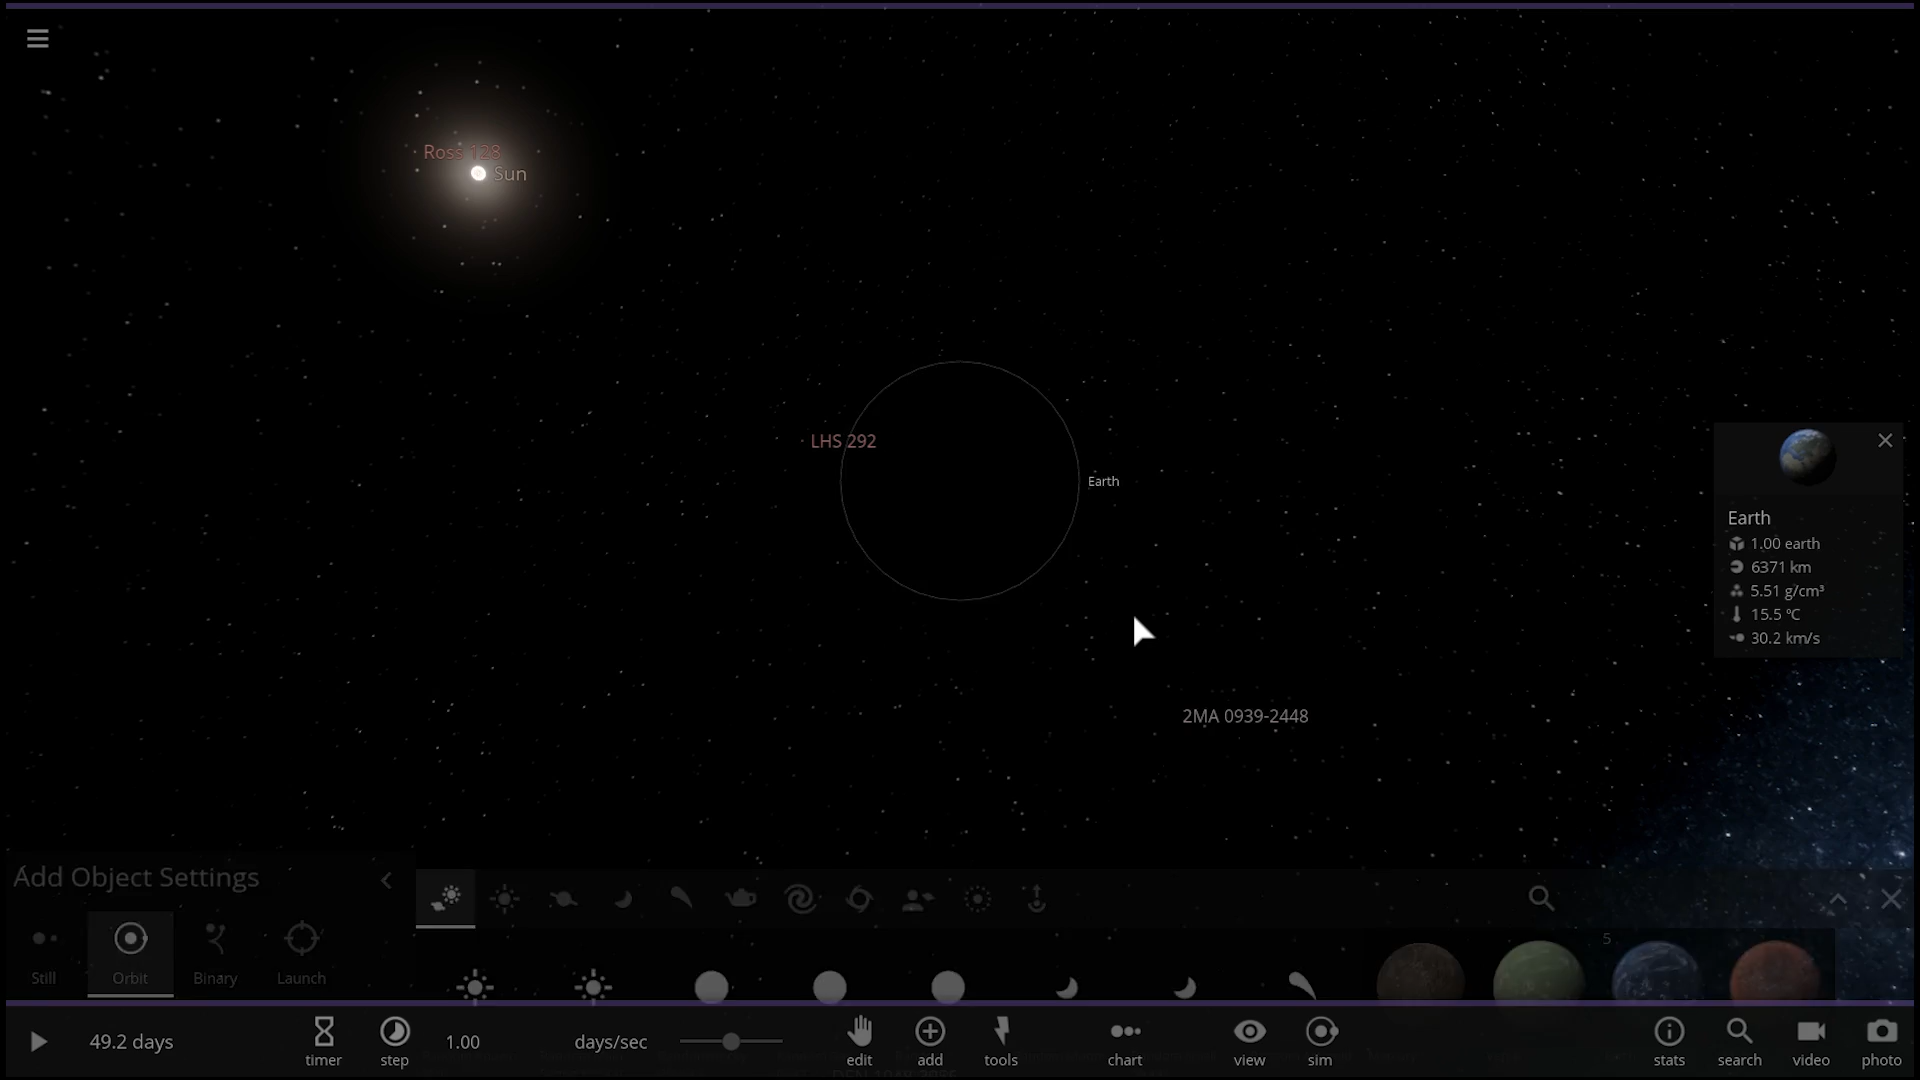 Ross 128
Sun
LHS 292
Earth
Earth
1.00 earth
6371 km
5.51 g/cm³
15.5 °C
30.2 km/s
2MA 0939-2448
Add Object Settings
Still
Orbit
Binary
Launch
5
49.2 days
timer
step
1.00
days/sec
edit
add
tools
chart
view
sim
stats
search
video
photo